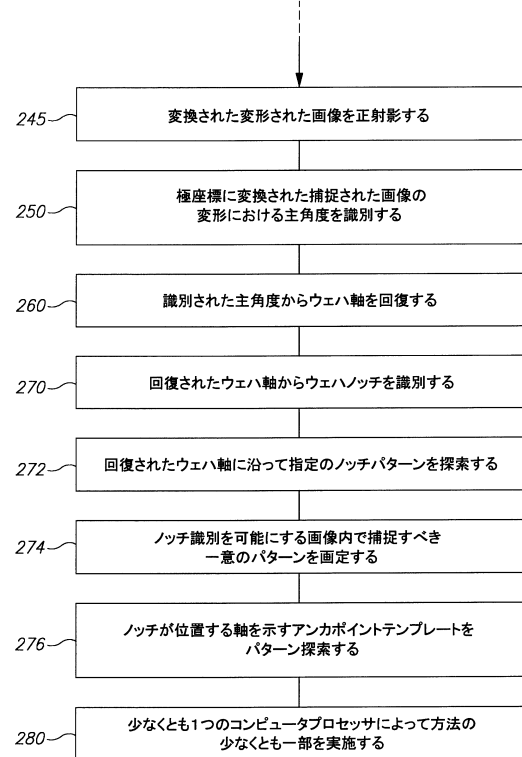 245
変換された変形された画像を正射影する
250
極座標に変換された捕捉された画像の
変形における主角度を識別する
260
識別された主角度からウェハ軸を回復する
270
回復されたウェハ軸からウェハノッチを識別する
272
回復されたウェハ軸に沿って指定のノッチパターンを探索する
274
ノッチ識別を可能にする画像内で捕捉すべき
一意のパターンを画定する
276
ノッチが位置する軸を示すアンカポイントテンプレートを
パターン探索する
280
少なくとも1つのコンピュータプロセッサによって方法の
少なくとも一部を実施する